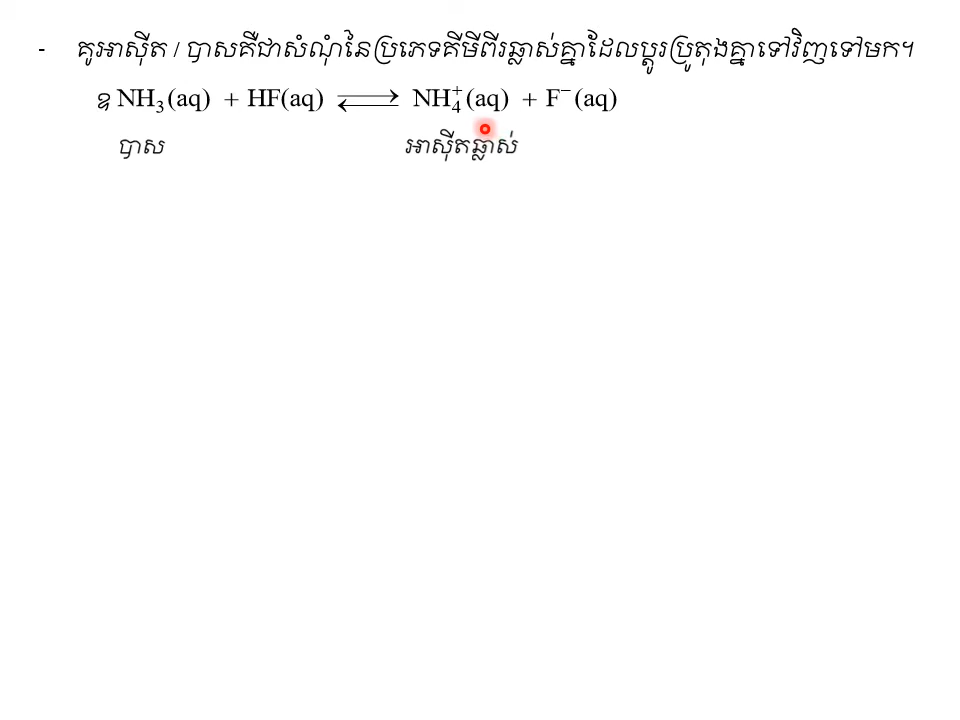 - គូអាស៊ីត / បាសគឺជាសំណុំនៃប្រភេទគីមីពីរឆ្លាស់គ្នាដែលប្ដូរប្រូតុងគ្នាទៅវិញទៅមក។
ឧ NH₃(aq) + HF(aq) ⇌ NH₄⁺(aq) + F⁻(aq)
បាស អាស៊ីតឆ្លាស់